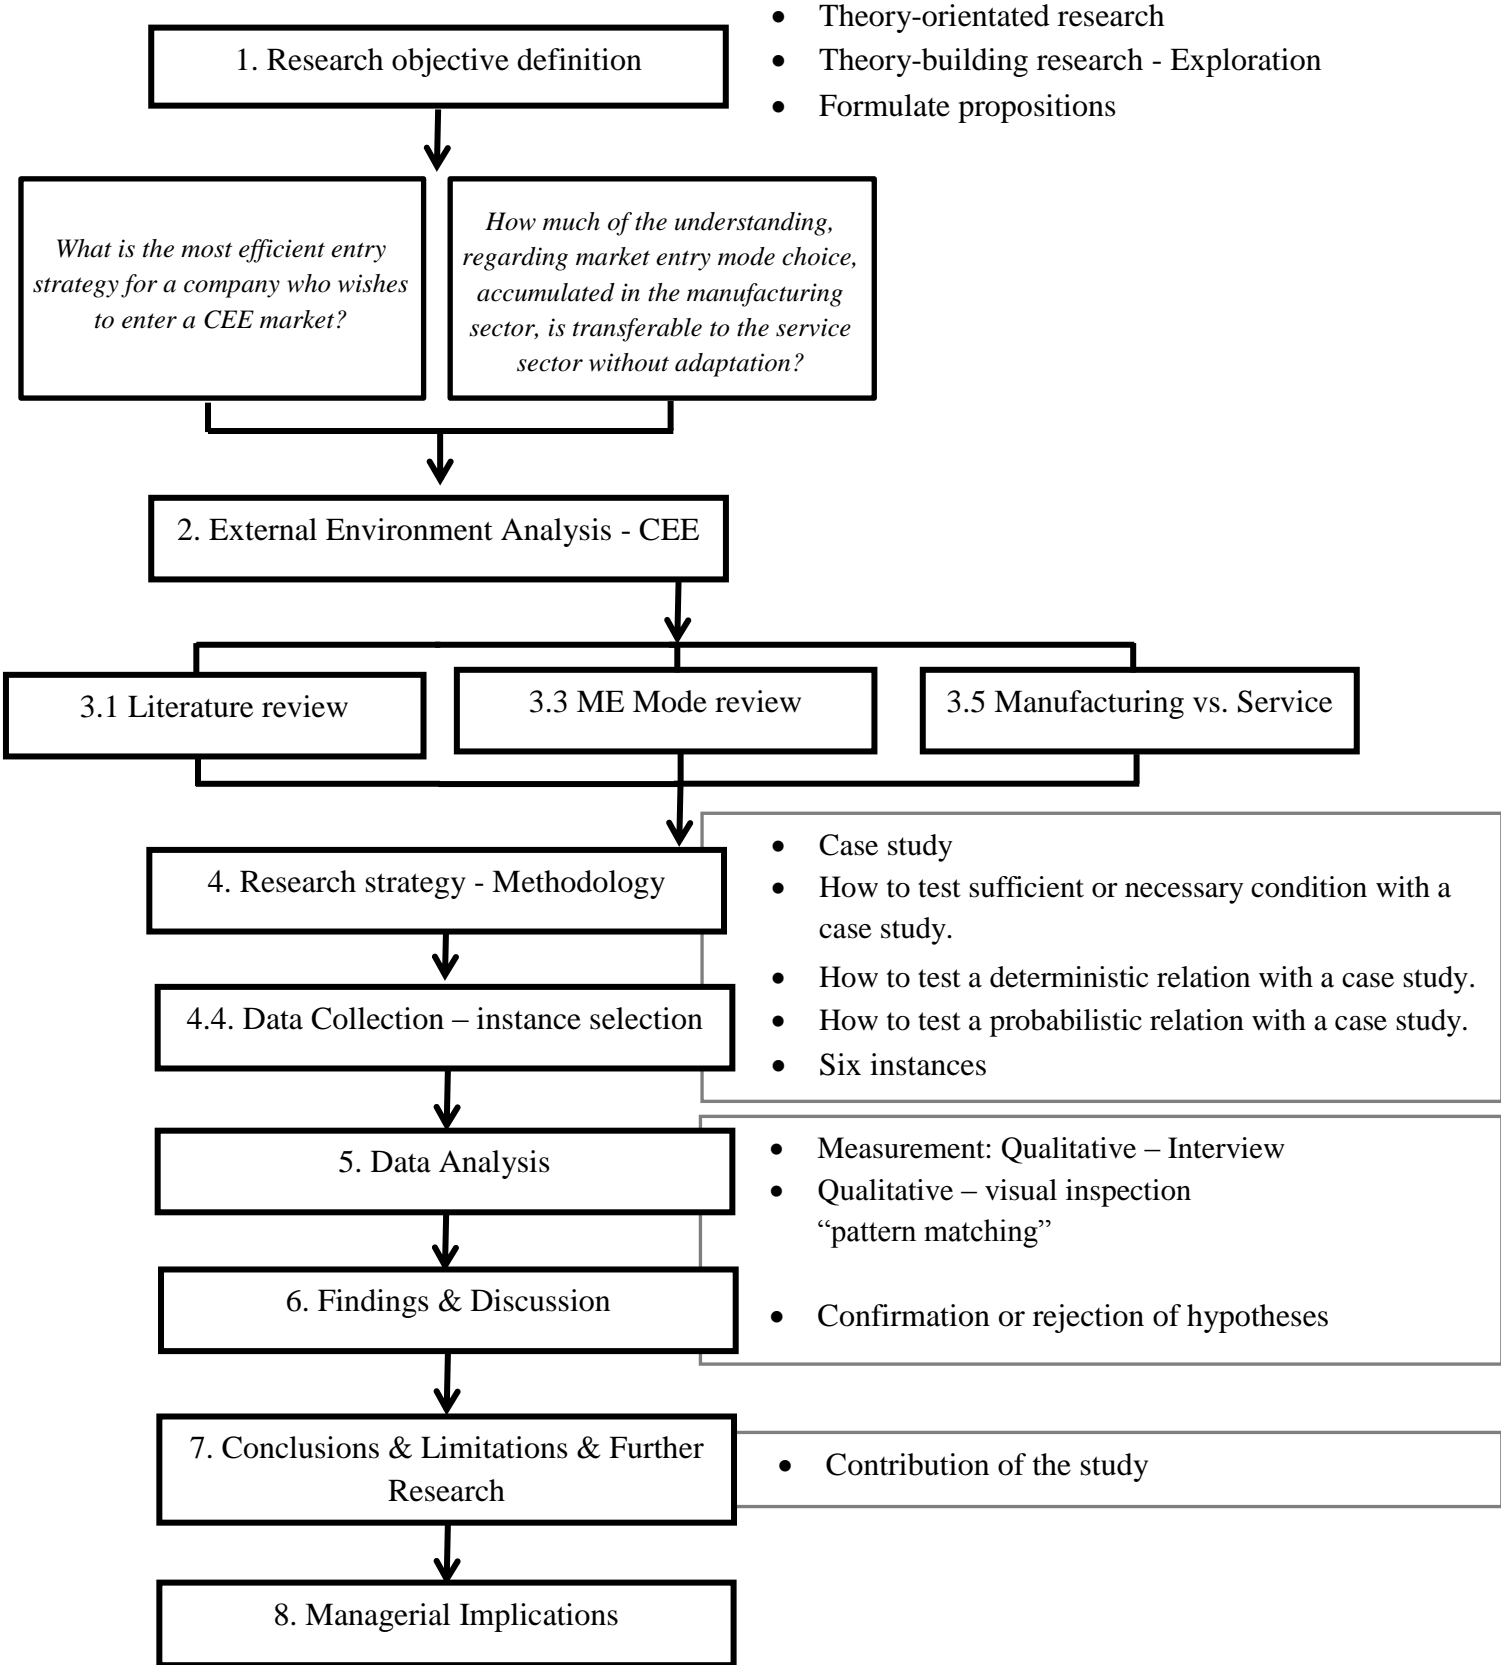 1. Research objective definition
• Theory-orientated research
• Theory-building research - Exploration
• Formulate propositions
What is the most efficient entry
strategy for a company who wishes
to enter a CEE market?
How much of the understanding,
regarding market entry mode choice,
accumulated in the manufacturing
sector, is transferable to the service
sector without adaptation?
2. External Environment Analysis - CEE
3.1 Literature review
3.3 ME Mode review
3.5 Manufacturing vs. Service
4. Research strategy - Methodology
• Case study
• How to test sufficient or necessary condition with a
case study.
• How to test a deterministic relation with a case study.
• How to test a probabilistic relation with a case study.
• Six instances
4.4. Data Collection – instance selection
5. Data Analysis
• Measurement: Qualitative – Interview
• Qualitative – visual inspection
“pattern matching”
6. Findings & Discussion
• Confirmation or rejection of hypotheses
7. Conclusions & Limitations & Further
Research
• Contribution of the study
8. Managerial Implications